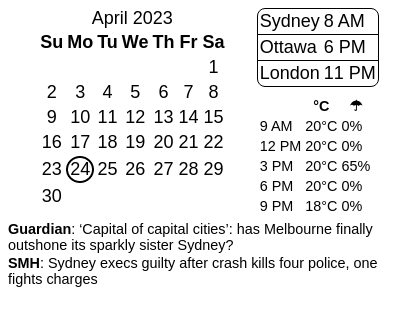 April 2023
Su Mo Tu We Th Fr Sa
1
2 3 4 5 6 7 8
9 10 11 12 13 14 15
16 17 18 19 20 21 22
23 24 25 26 27 28 29
30
Sydney 8 AM
Ottawa 6 PM
London 11 PM
°C ☂
9 AM 20°C 0%
12 PM 20°C 0%
3 PM 20°C 65%
6 PM 20°C 0%
9 PM 18°C 0%
Guardian: ‘Capital of capital cities’: has Melbourne finally
outshone its sparkly sister Sydney?
SMH: Sydney execs guilty after crash kills four police, one
fights charges